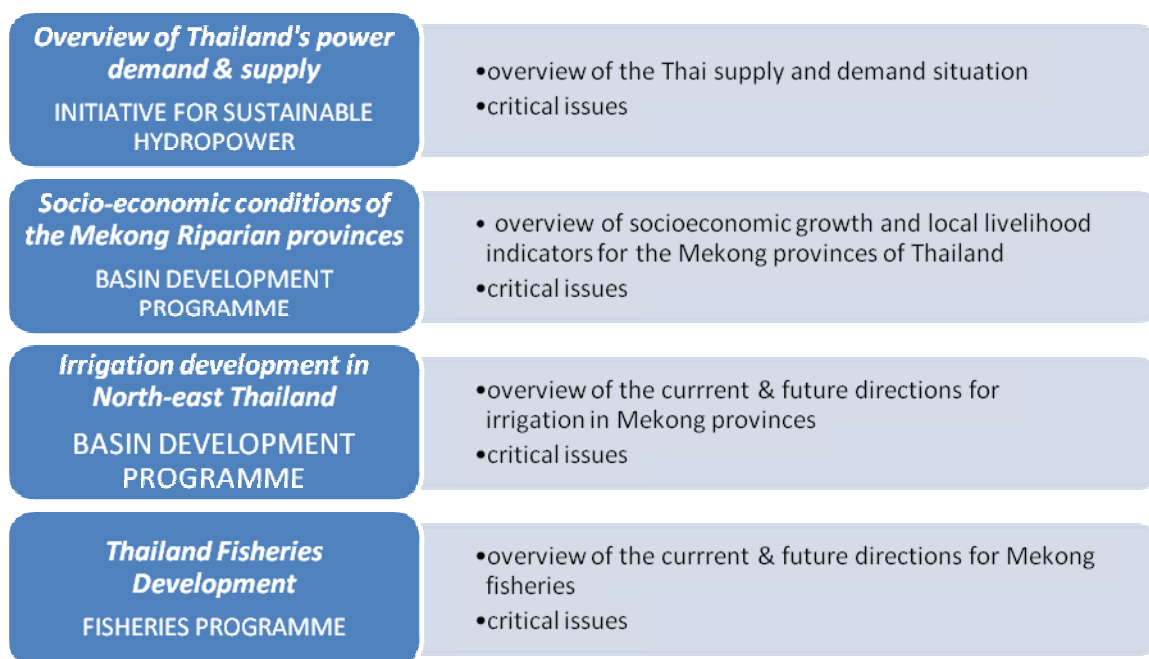 Overview of Thailand's power
demand & supply
INITIATIVE FOR SUSTAINABLE
HYDROPOWER
•overview of the Thai supply and demand situation
•critical issues
Socio-economic conditions of
the Mekong Riparian provinces
BASIN DEVELOPMENT
PROGRAMME
• overview of socioeconomic growth and local livelihood
indicators for the Mekong provinces of Thailand
•critical issues
Irrigation development in
North-east Thailand
BASIN DEVELOPMENT
PROGRAMME
•overview of the currrent & future directions for
irrigation in Mekong provinces
•critical issues
Thailand Fisheries
Development
FISHERIES PROGRAMME
•overview of the currrent & future directions for Mekong
fisheries
•critical issues